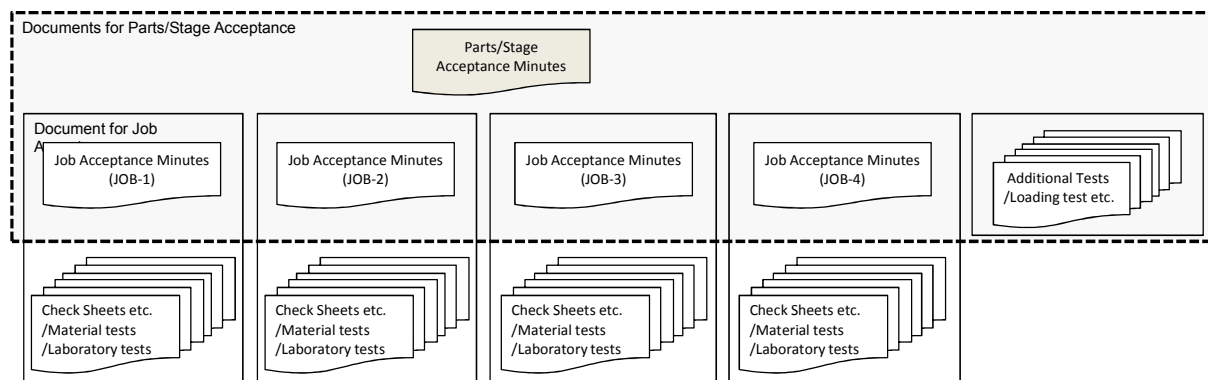 Documents for Parts/Stage Acceptance
Parts/Stage
Acceptance Minutes
Document for Job
Job Acceptance Minutes
(JOB-1)
Job Acceptance Minutes
(JOB-2)
Job Acceptance Minutes
(JOB-3)
Job Acceptance Minutes
(JOB-4)
Additional Tests
/Loading test etc.
Check Sheets etc.
/Material tests
/Laboratory tests
Check Sheets etc.
/Material tests
/Laboratory tests
Check Sheets etc.
/Material tests
/Laboratory tests
Check Sheets etc.
/Material tests
/Laboratory tests